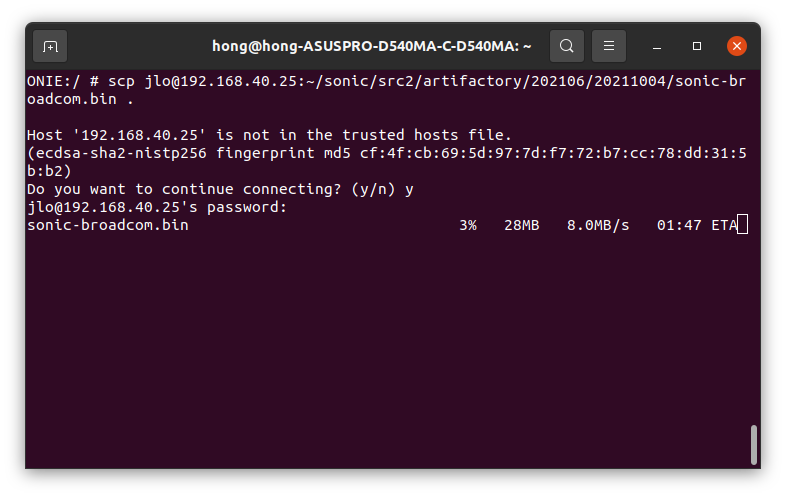 hong@hong-ASUSPRO-D540MA-C-D540MA: ~
ONIE:/ # scp jlo@192.168.40.25:~/sonic/src2/artifactory/202106/20211004/sonic-br
oadcom.bin .
Host '192.168.40.25' is not in the trusted hosts file.
(ecdsa-sha2-nistp256 fingerprint md5 cf:4f:cb:69:5d:97:7d:f7:72:b7:cc:78:dd:31:5
b:b2)
Do you want to continue connecting? (y/n) y
jlo@192.168.40.25's password:
sonic-broadcom.bin 3% 28MB 8.0MB/s 01:47 ETA